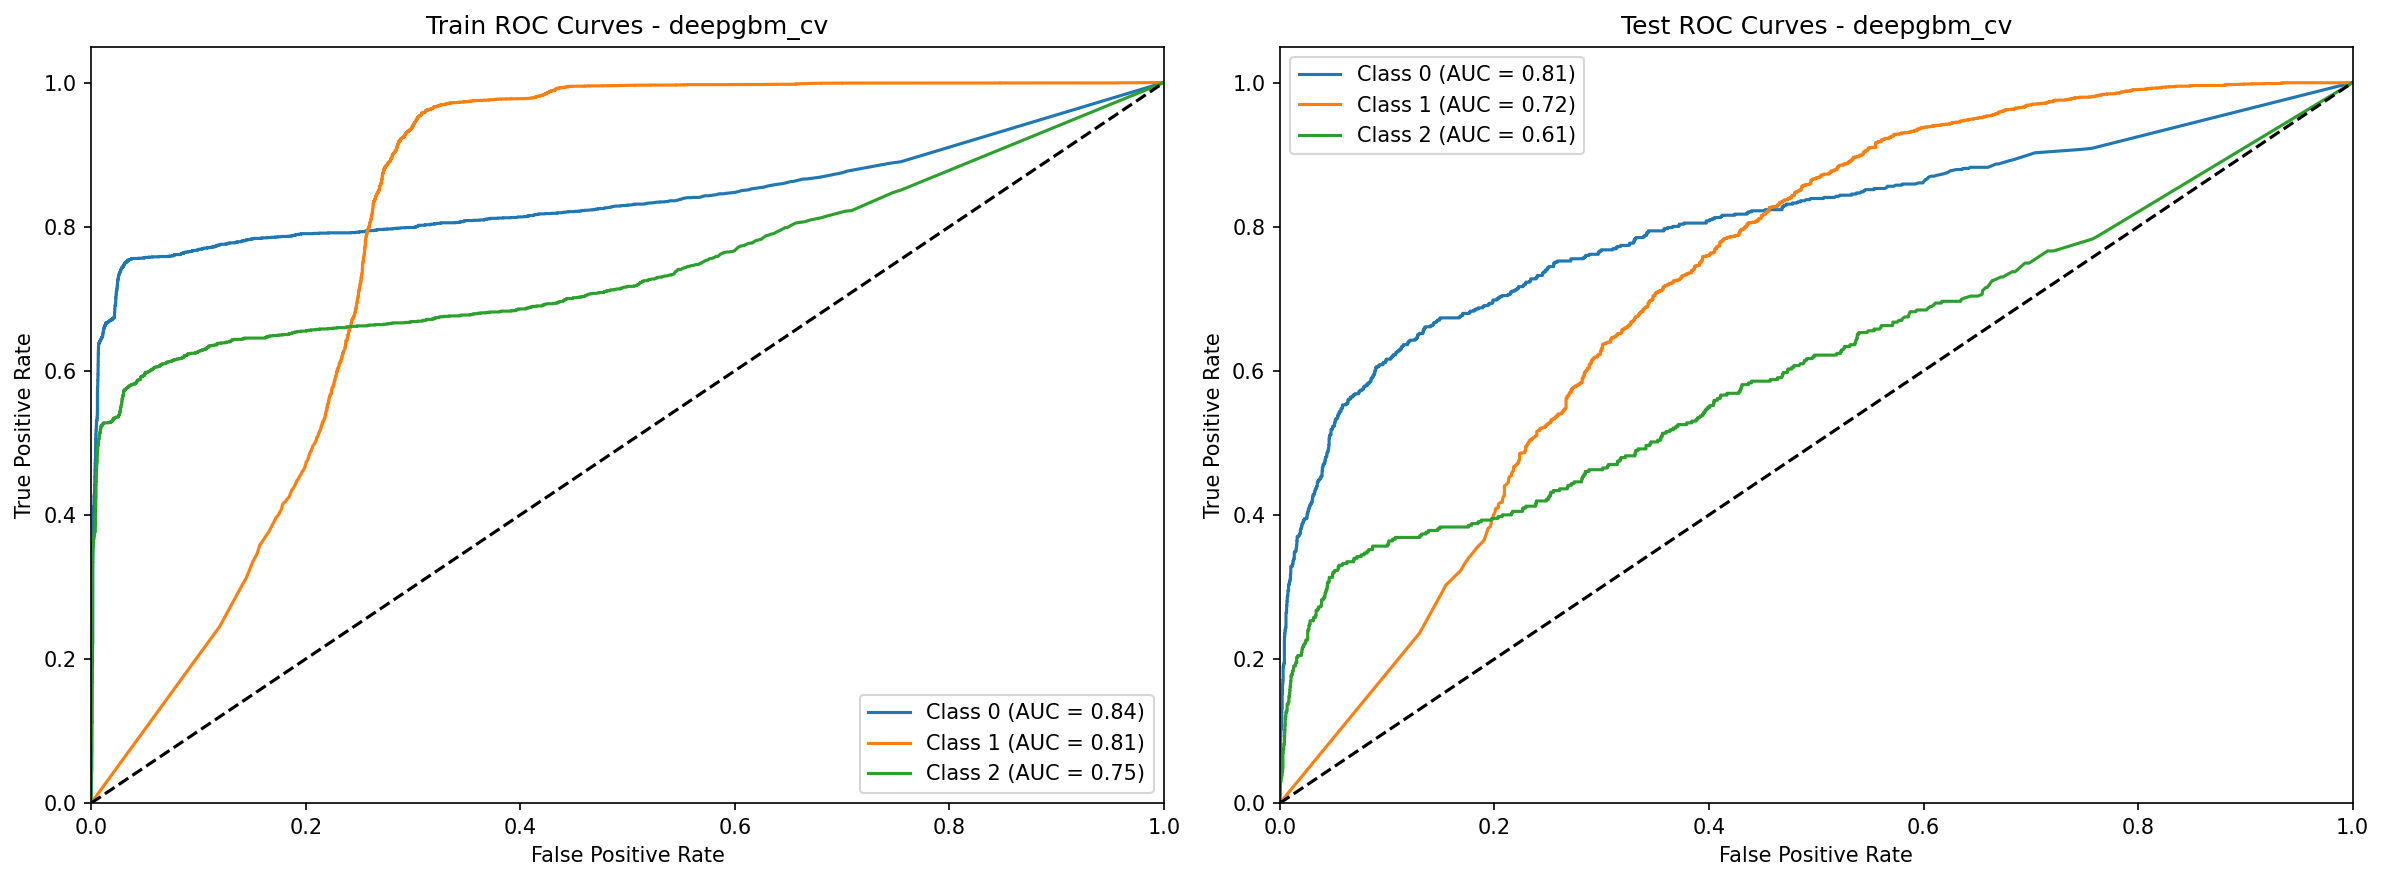 Train ROC Curves - deepgbm_cv
True Positive Rate
1.0
0.8
0.6
0.4
0.2
0.0
Class 0 (AUC = 0.84)
Class 1 (AUC = 0.81)
Class 2 (AUC = 0.75)
0.0 0.2 0.4 0.6 0.8 1.0
False Positive Rate
Test ROC Curves - deepgbm_cv
Class 0 (AUC = 0.81)
Class 1 (AUC = 0.72)
Class 2 (AUC = 0.61)
True Positive Rate
1.0
0.8
0.6
0.4
0.2
0.0
0.0 0.2 0.4 0.6 0.8 1.0
False Positive Rate